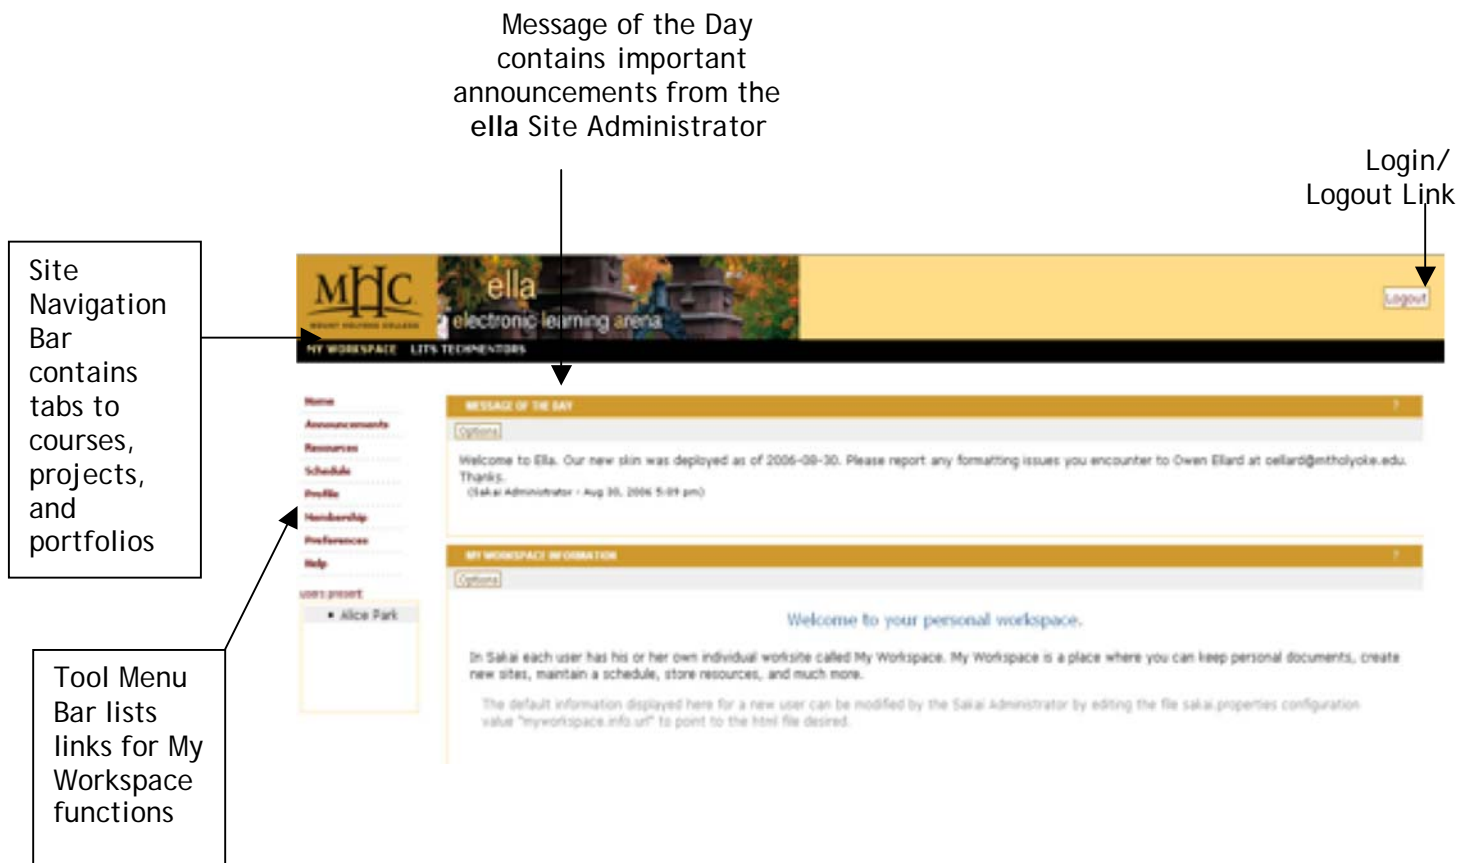 Message of the Day
contains important
announcements from the
ella Site Administrator
Login/
Logout Link
Site
Navigation
Bar
contains
tabs to
courses,
projects,
and
portfolios
MHC
MOUNT HOLYOKE COLLEGE
ella
electronic learning arena
Logout
MY WORKSPACE LITS TECHMENTORS
Home
Announcements
Resources
Schedule
Profile
Membership
Preferences
Help
users present:
• Alice Park
MESSAGE OF THE DAY ?
Options
Welcome to Ella. Our new skin was deployed as of 2006-08-30. Please report any formatting issues you encounter to Owen Ellard at oellard@mtholyoke.edu.
Thanks.
(Sakai Administrator - Aug 30, 2006 5:09 pm)
MY WORKSPACE INFORMATION ?
Options
Welcome to your personal workspace.
In Sakai each user has his or her own individual worksite called My Workspace. My Workspace is a place where you can keep personal documents, create
new sites, maintain a schedule, store resources, and much more.
The default information displayed here for a new user can be modified by the Sakai Administrator by editing the file sakai.properties configuration
value "myworkspace.info.url" to point to the html file desired.
Tool Menu
Bar lists
links for My
Workspace
functions